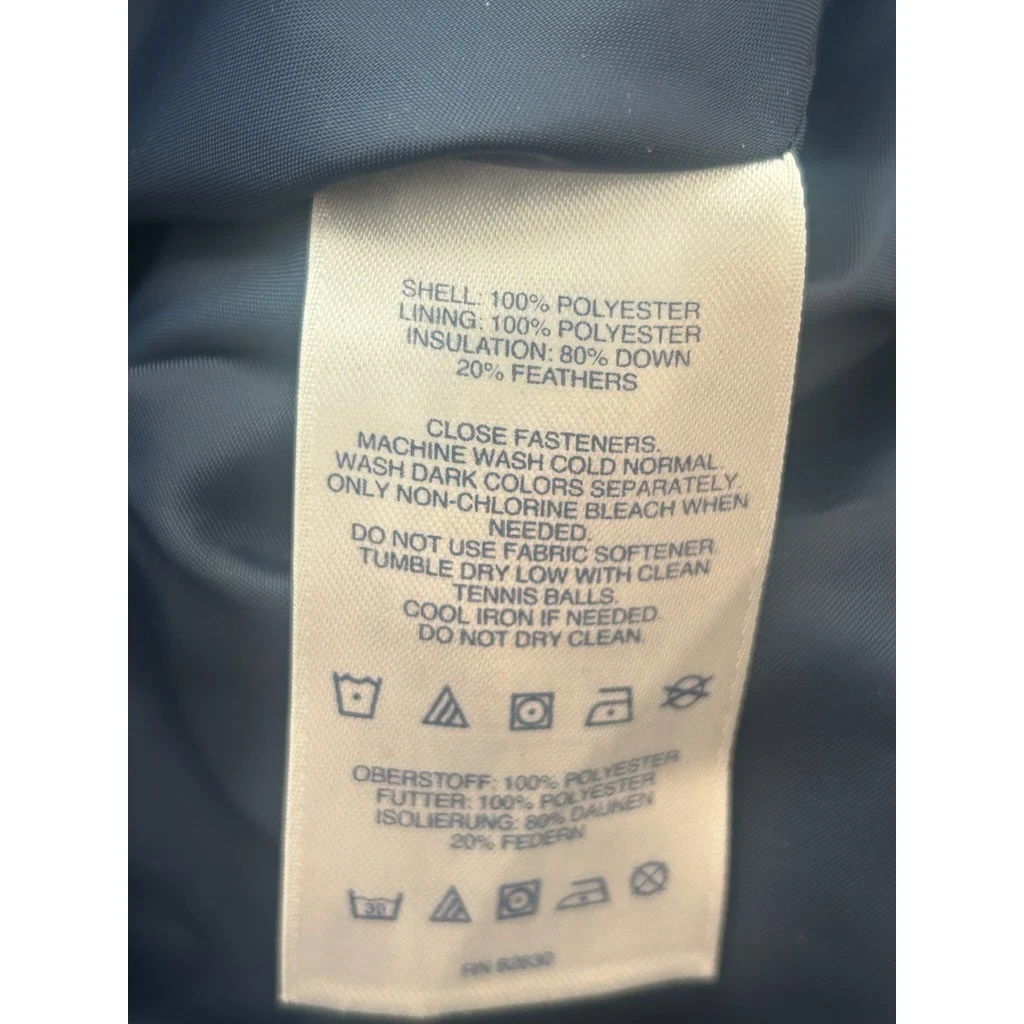 SHELL: 100% POLYESTER
LINING: 100% POLYESTER
INSULATION: 80% DOWN
20% FEATHERS
CLOSE FASTENERS.
MACHINE WASH COLD NORMAL.
WASH DARK COLORS SEPARATELY.
ONLY NON-CHLORINE BLEACH WHEN
NEEDED.
DO NOT USE FABRIC SOFTENER.
TUMBLE DRY LOW WITH CLEAN
TENNIS BALLS.
COOL IRON IF NEEDED.
DO NOT DRY CLEAN.
OBERSTOFF: 100% POLYESTER
FUTTER: 100% POLYESTER
ISOLIERUNG: 80% DAUNEN
20% FEDERN
30
RN 62830